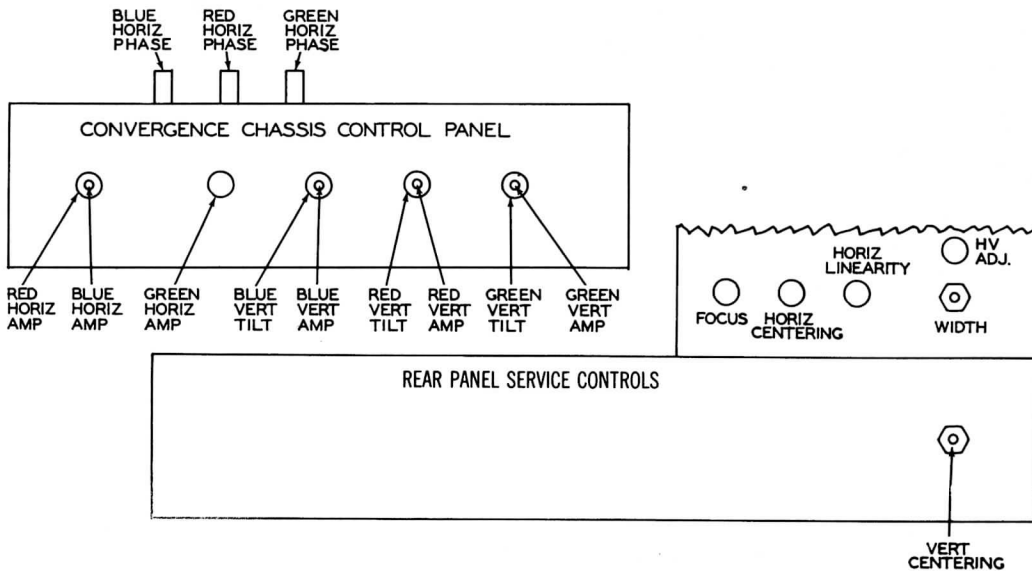 BLUE
HORIZ
PHASE
RED
HORIZ
PHASE
GREEN
HORIZ
PHASE
CONVERGENCE CHASSIS CONTROL PANEL
RED
HORIZ
AMP
BLUE
HORIZ
AMP
GREEN
HORIZ
AMP
BLUE
VERT
TILT
BLUE
VERT
AMP
RED
VERT
TILT
RED
VERT
AMP
GREEN
VERT
TILT
GREEN
VERT
AMP
HORIZ
LINEARITY
HV
ADJ.
FOCUS
HORIZ
CENTERING
WIDTH
REAR PANEL SERVICE CONTROLS
VERT
CENTERING